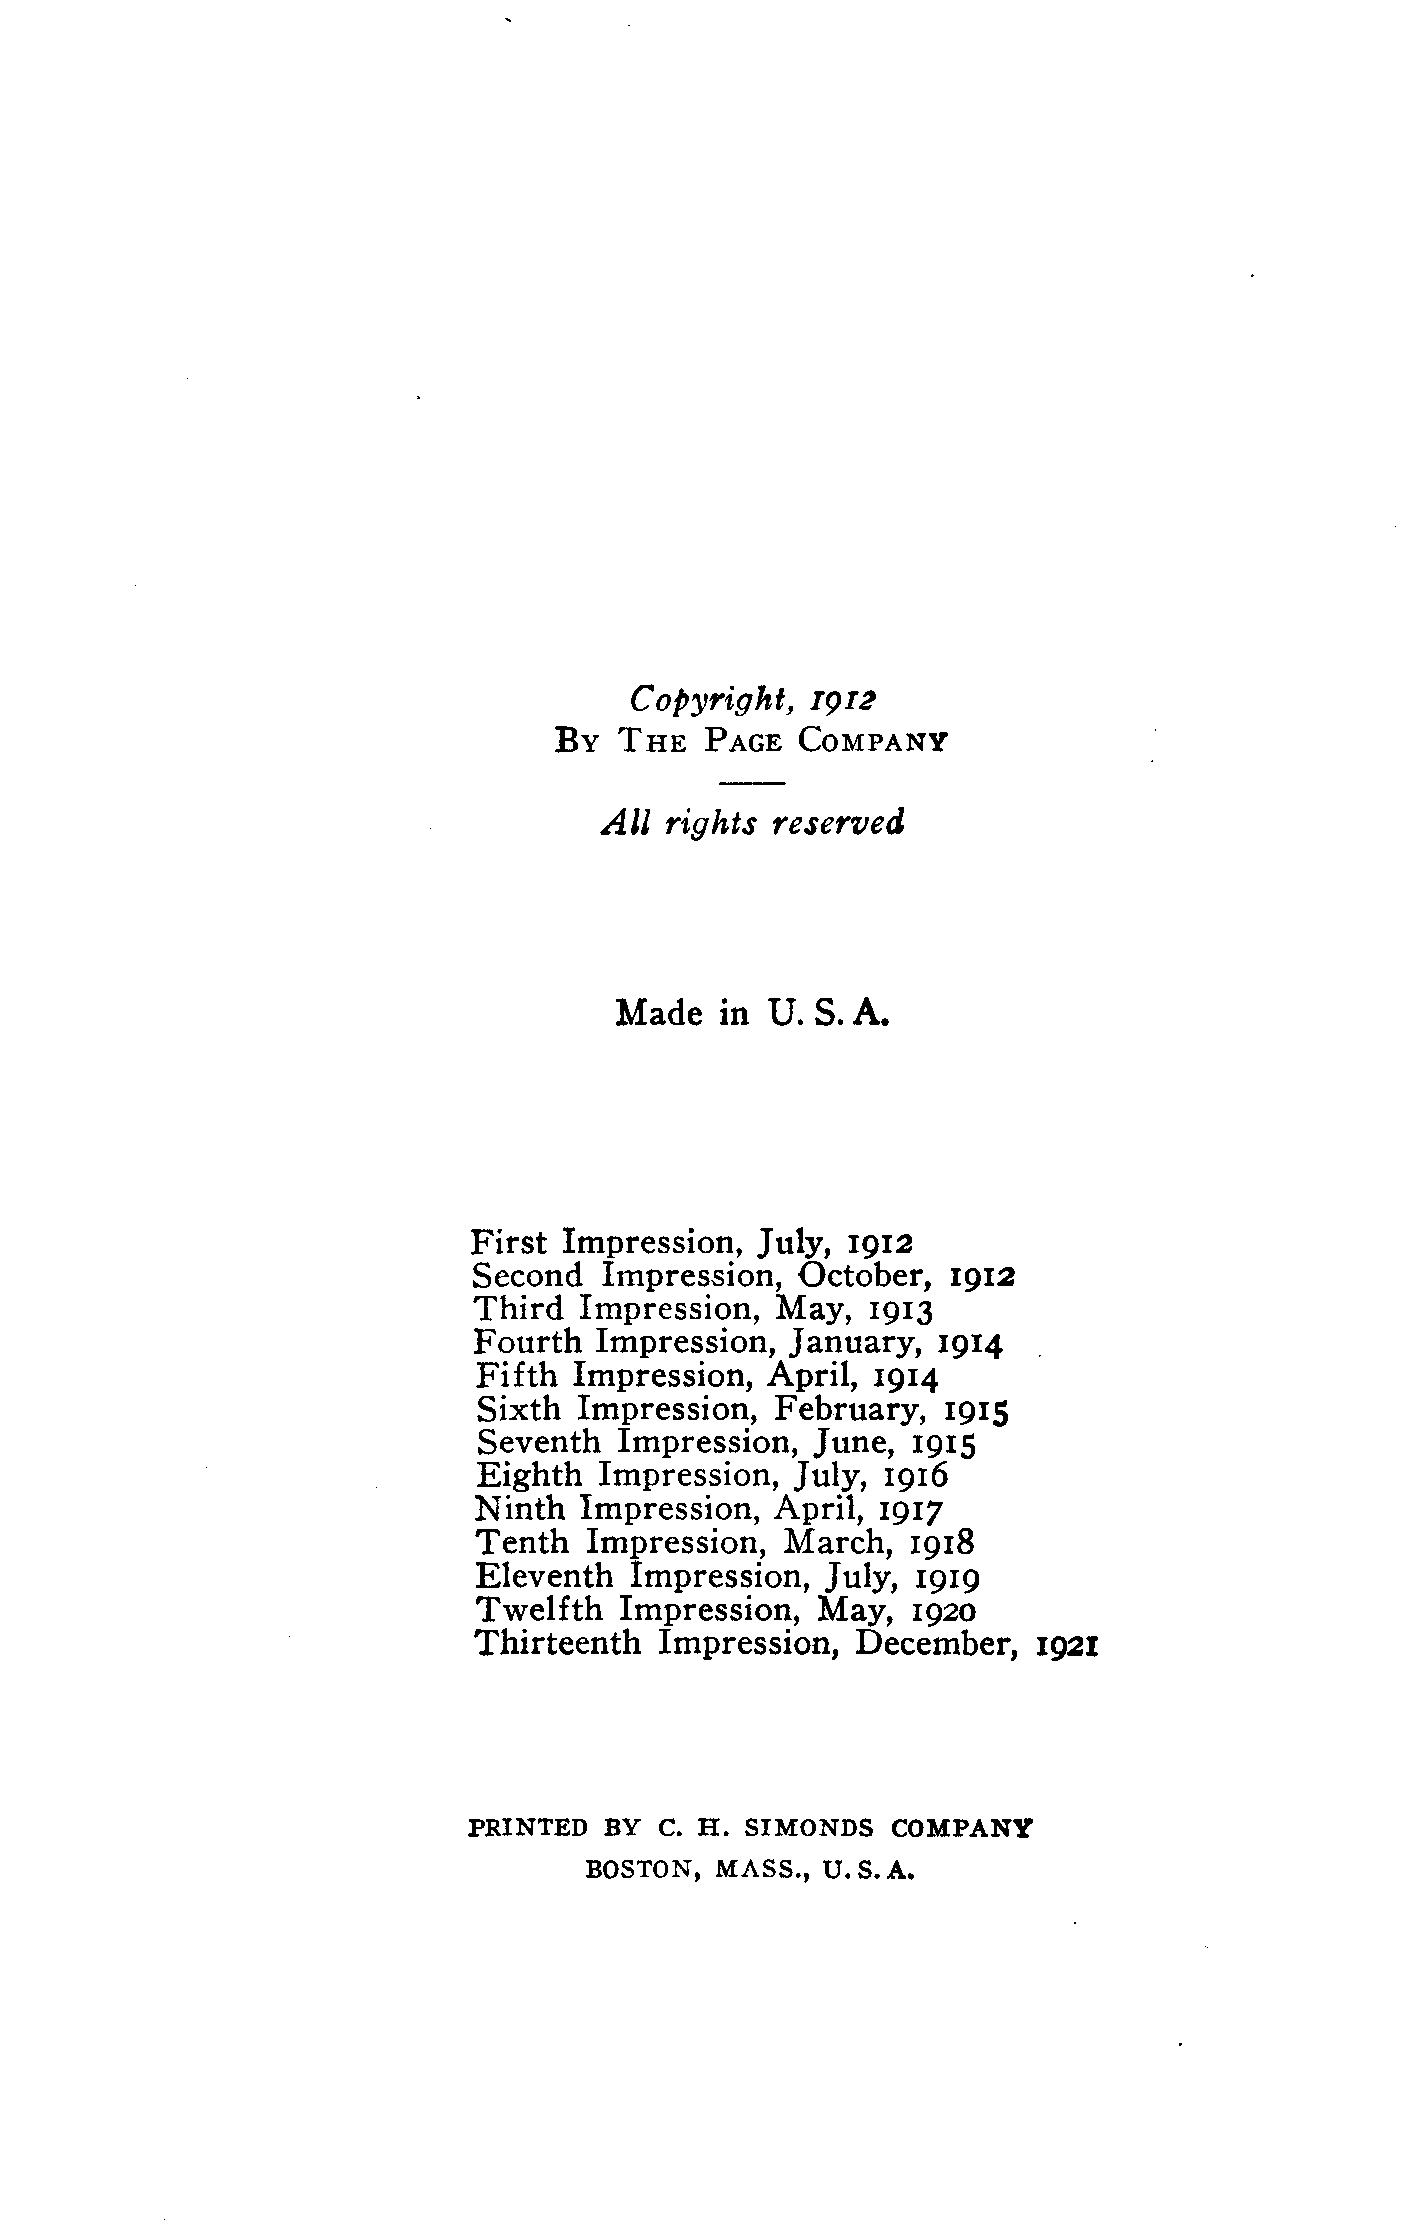 Copyright, 1912
BY THE PAGE COMPANY
All rights reserved
Made in U. S. A.
First Impression, July, 1912
Second Impression, October, 1912
Third Impression, May, 1913
Fourth Impression, January, 1914
Fifth Impression, April, 1914
Sixth Impression, February, 1915
Seventh Impression, June, 1915
Eighth Impression, July, 1916
Ninth Impression, April, 1917
Tenth Impression, March, 1918
Eleventh Impression, July, 1919
Twelfth Impression, May, 1920
Thirteenth Impression, December, 1921
PRINTED BY C. H. SIMONDS COMPANY
BOSTON, MASS., U. S. A.